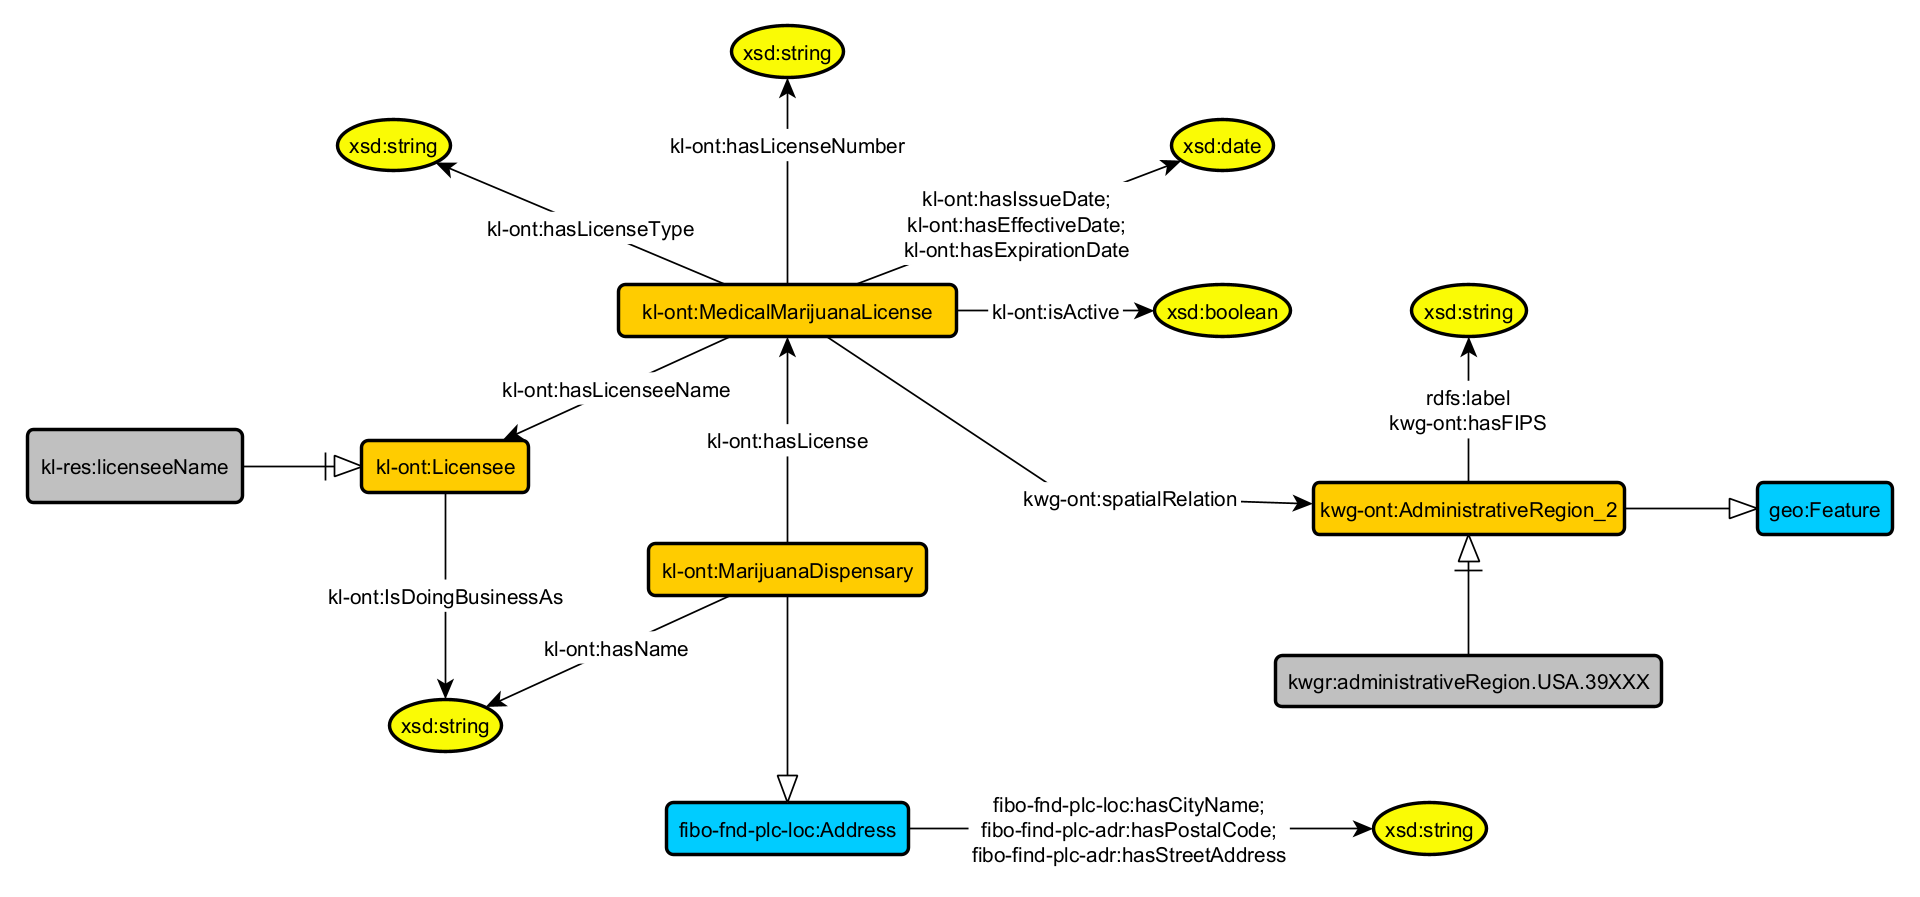 xsd:string
xsd:string
kl-ont:hasLicenseNumber
xsd:date
kl-ont:hasIssueDate;
kl-ont:hasEffectiveDate;
kl-ont:hasExpirationDate
kl-ont:hasLicenseType
kl-ont:MedicalMarijuanaLicense
kl-ont:isActive
xsd:boolean
xsd:string
kl-ont:hasLicenseeName
rdfs:label
kwg-ont:hasFIPS
kl-ont:hasLicense
kl-res:licenseeName
kl-ont:Licensee
kwg-ont:spatialRelation
kwg-ont:AdministrativeRegion_2
geo:Feature
kl-ont:MarijuanaDispensary
kl-ont:IsDoingBusinessAs
kl-ont:hasName
kwgr:administrativeRegion.USA.39XXX
xsd:string
fibo-fnd-plc-loc:Address
fibo-fnd-plc-loc:hasCityName;
fibo-find-plc-adr:hasPostalCode;
fibo-find-plc-adr:hasStreetAddress
xsd:string